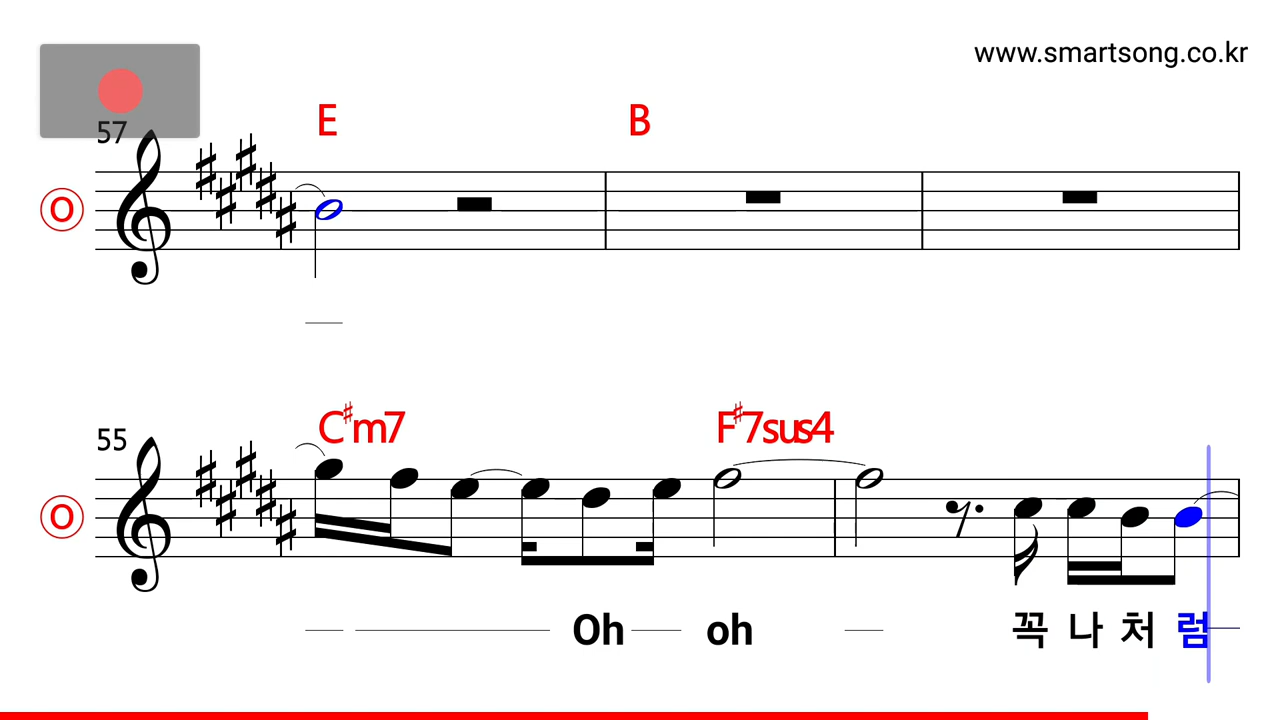 www.smartsong.co.kr
57
E B
O
55
C♯m7 F♯7sus4
O
Oh oh 꼭 나 처 럼